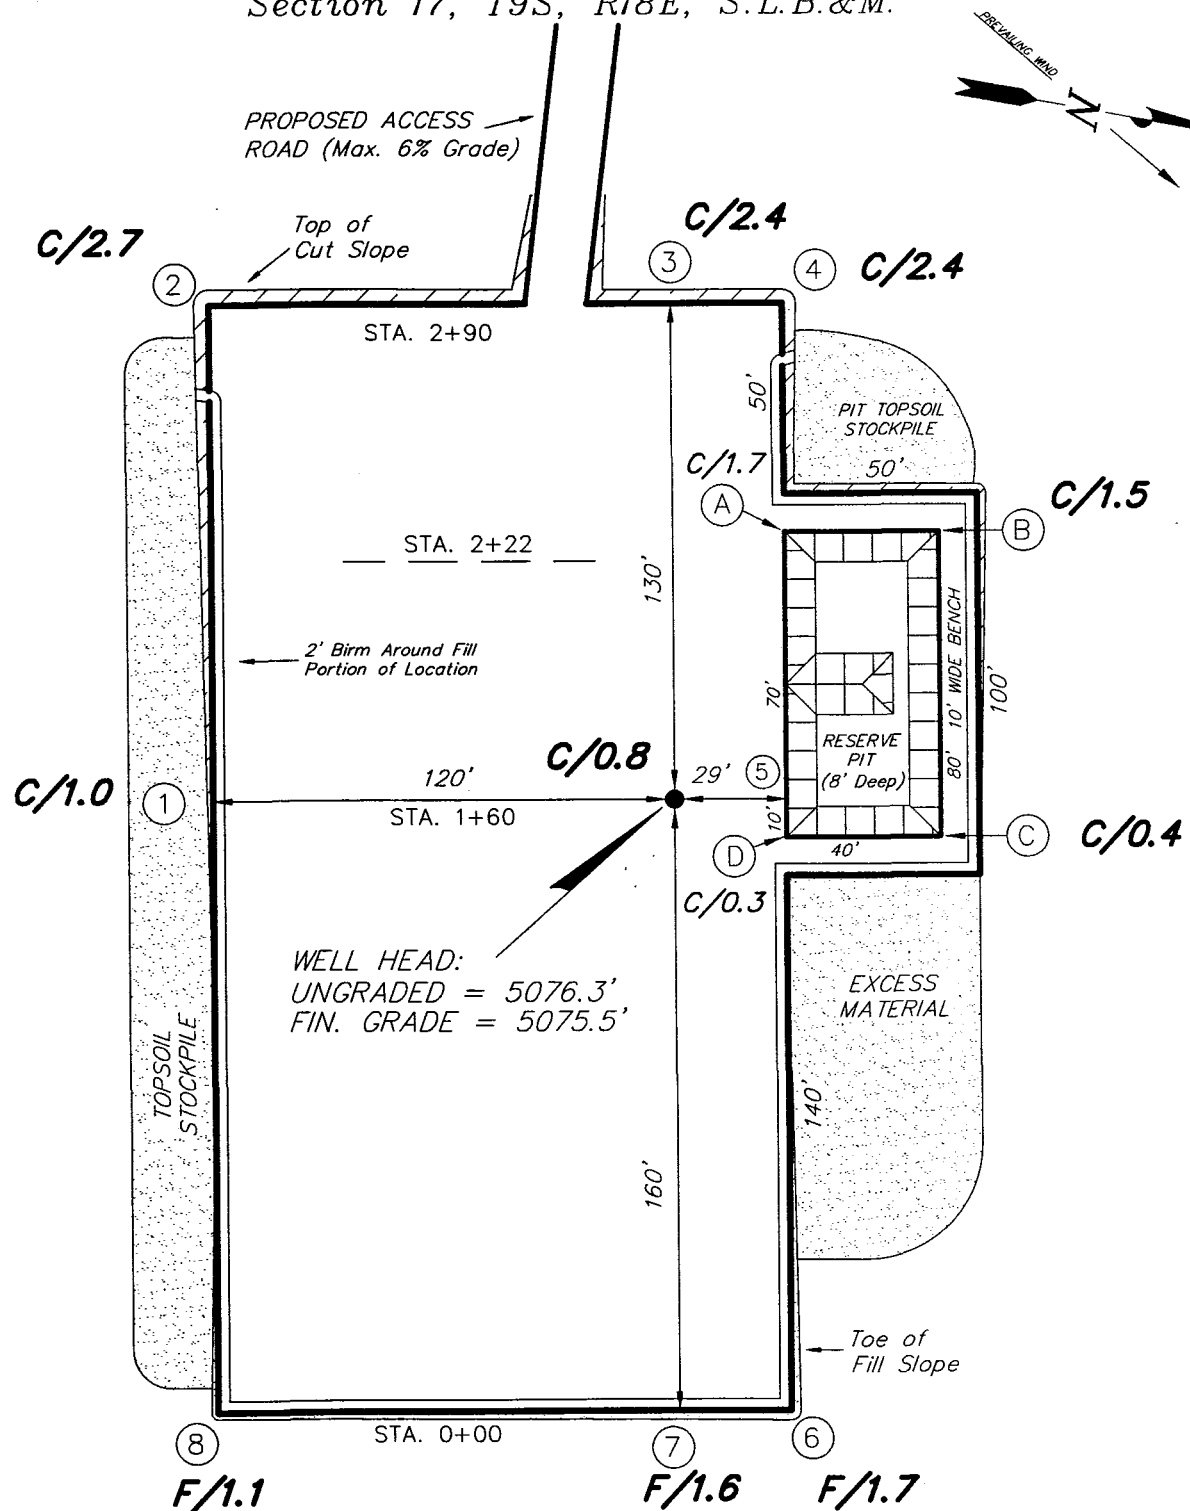 Section 17, T9S, R18E, S.L.B.&M.
PREVAILING WIND
N
PROPOSED ACCESS
ROAD (Max. 6% Grade)
C/2.7
2
Top of
Cut Slope
C/2.4
3
4
C/2.4
STA. 2+90
50'
PIT TOPSOIL
STOCKPILE
50'
C/1.7
A
C/1.5
B
STA. 2+22
130'
2' Birm Around Fill
Portion of Location
70'
10' WIDE BENCH
100'
80'
RESERVE
PIT
(8' Deep)
C/1.0
1
120'
C/0.8
29'
5
STA. 1+60
10'
40'
D
C
C/0.4
C/0.3
WELL HEAD:
UNGRADED = 5076.3'
FIN. GRADE = 5075.5'
EXCESS
MATERIAL
TOPSOIL
STOCKPILE
140'
160'
Toe of
Fill Slope
STA. 0+00
8
7
6
F/1.1
F/1.6
F/1.7